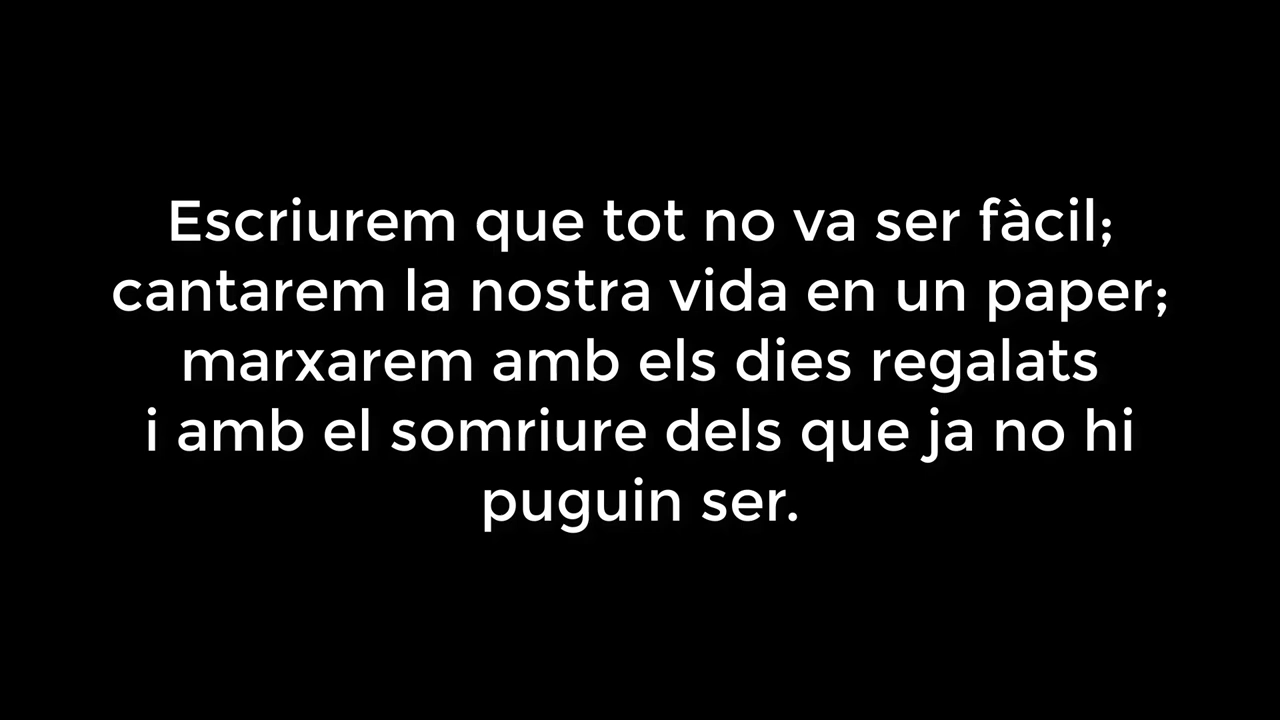 Escriurem que tot no va ser fàcil;
cantarem la nostra vida en un paper;
marxarem amb els dies regalats
i amb el somriure dels que ja no hi
puguin ser.